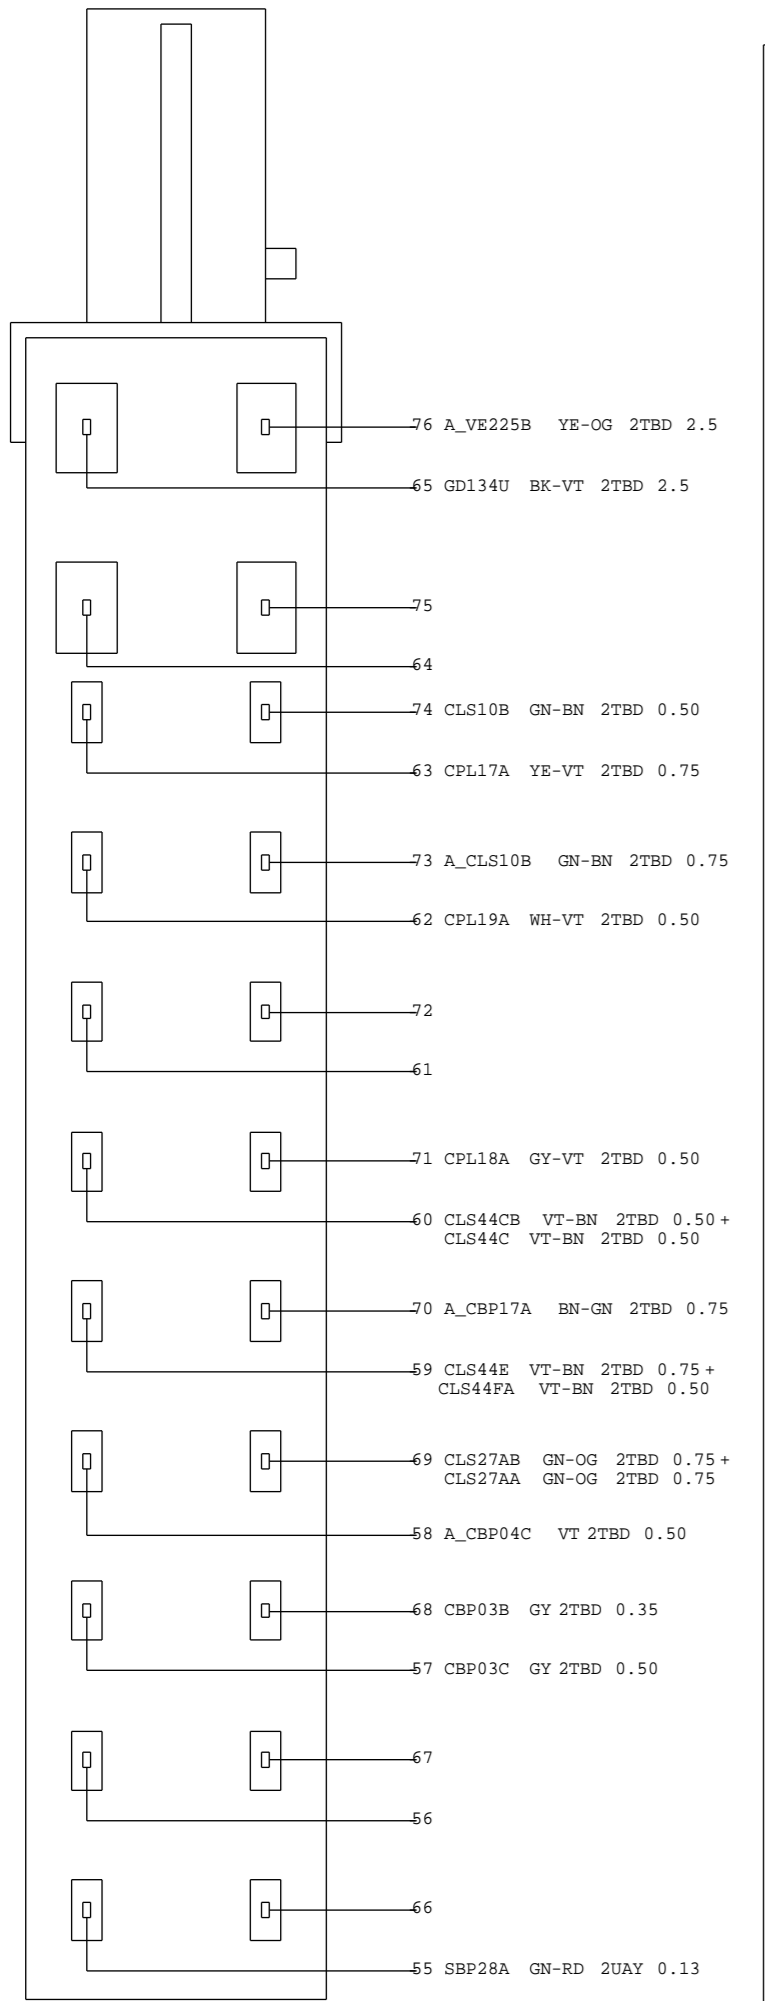 76 A_VE225B YE-OG 2TBD 2.5
65 GD134U BK-VT 2TBD 2.5
75
64
74 CLS10B GN-BN 2TBD 0.50
63 CPL17A YE-VT 2TBD 0.75
73 A_CLS10B GN-BN 2TBD 0.75
62 CPL19A WH-VT 2TBD 0.50
72
61
71 CPL18A GY-VT 2TBD 0.50
60 CLS44CB VT-BN 2TBD 0.50 +
CLS44C VT-BN 2TBD 0.50
70 A_CBP17A BN-GN 2TBD 0.75
59 CLS44E VT-BN 2TBD 0.75 +
CLS44FA VT-BN 2TBD 0.50
69 CLS27AB GN-OG 2TBD 0.75 +
CLS27AA GN-OG 2TBD 0.75
58 A_CBP04C VT 2TBD 0.50
68 CBP03B GY 2TBD 0.35
57 CBP03C GY 2TBD 0.50
67
56
66
55 SBP28A GN-RD 2UAY 0.13